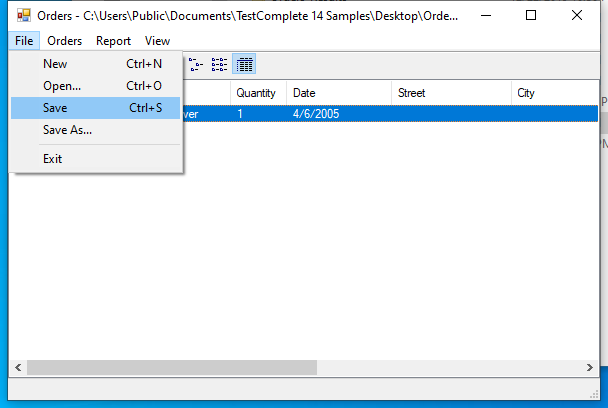 Orders - C:\Users\Public\Documents\TestComplete 14 Samples\Desktop\Orde...
File Orders Report View
New Ctrl+N
Open... Ctrl+O
Save Ctrl+S
Save As...
Exit
Quantity Date Street City
ver 1 4/6/2005